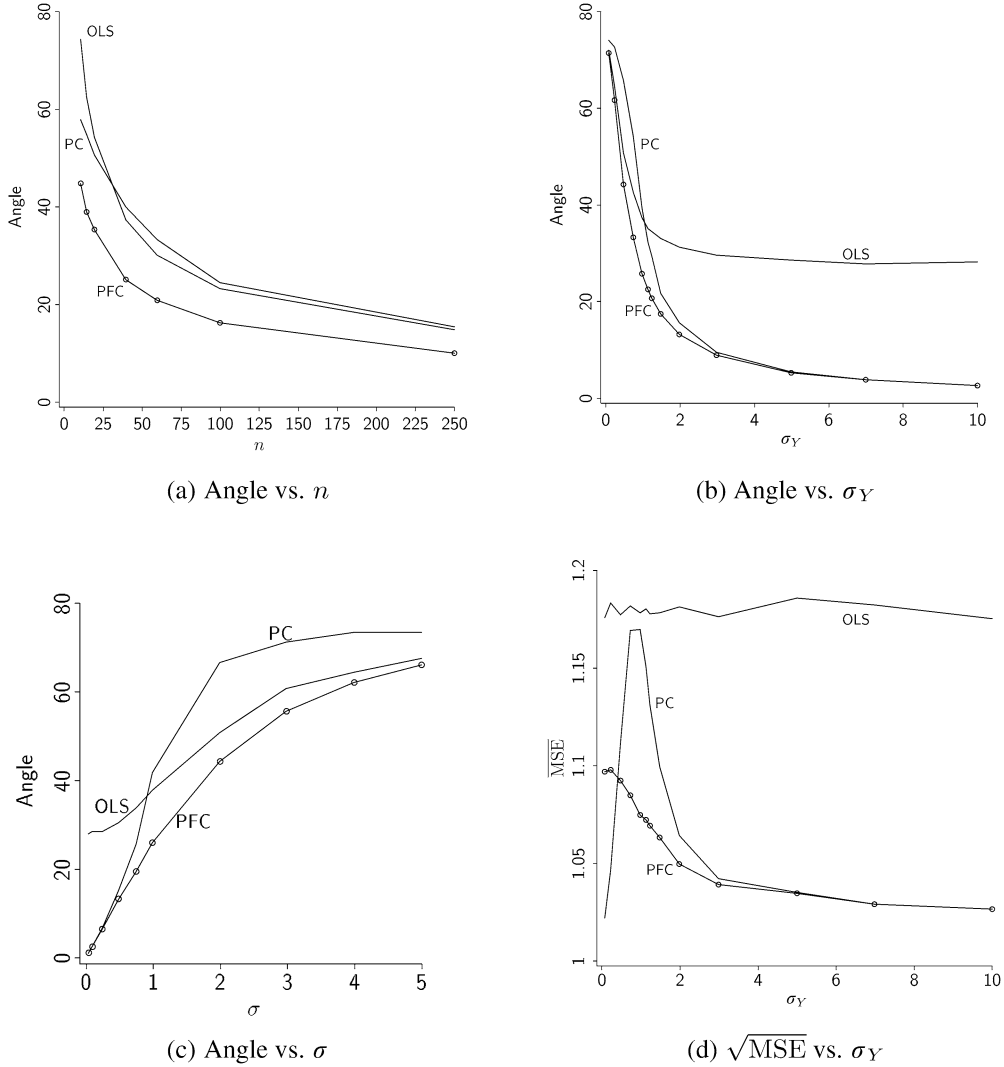 80
60
40
20
0
Angle
OLS
PC
PFC
0 25 50 75 100 125 150 175 200 225 250
n
(a) Angle vs. n
80
60
40
20
0
Angle
PC
OLS
PFC
0 2 4 6 8 10
σ_Y
(b) Angle vs. σ_Y
80
60
40
20
0
Angle
PC
OLS
PFC
0 1 2 3 4 5
σ
(c) Angle vs. σ
1.2
1.15
1.1
1.05
1
MSE
OLS
PC
PFC
0 2 4 6 8 10
σ_Y
(d) √MSE vs. σ_Y